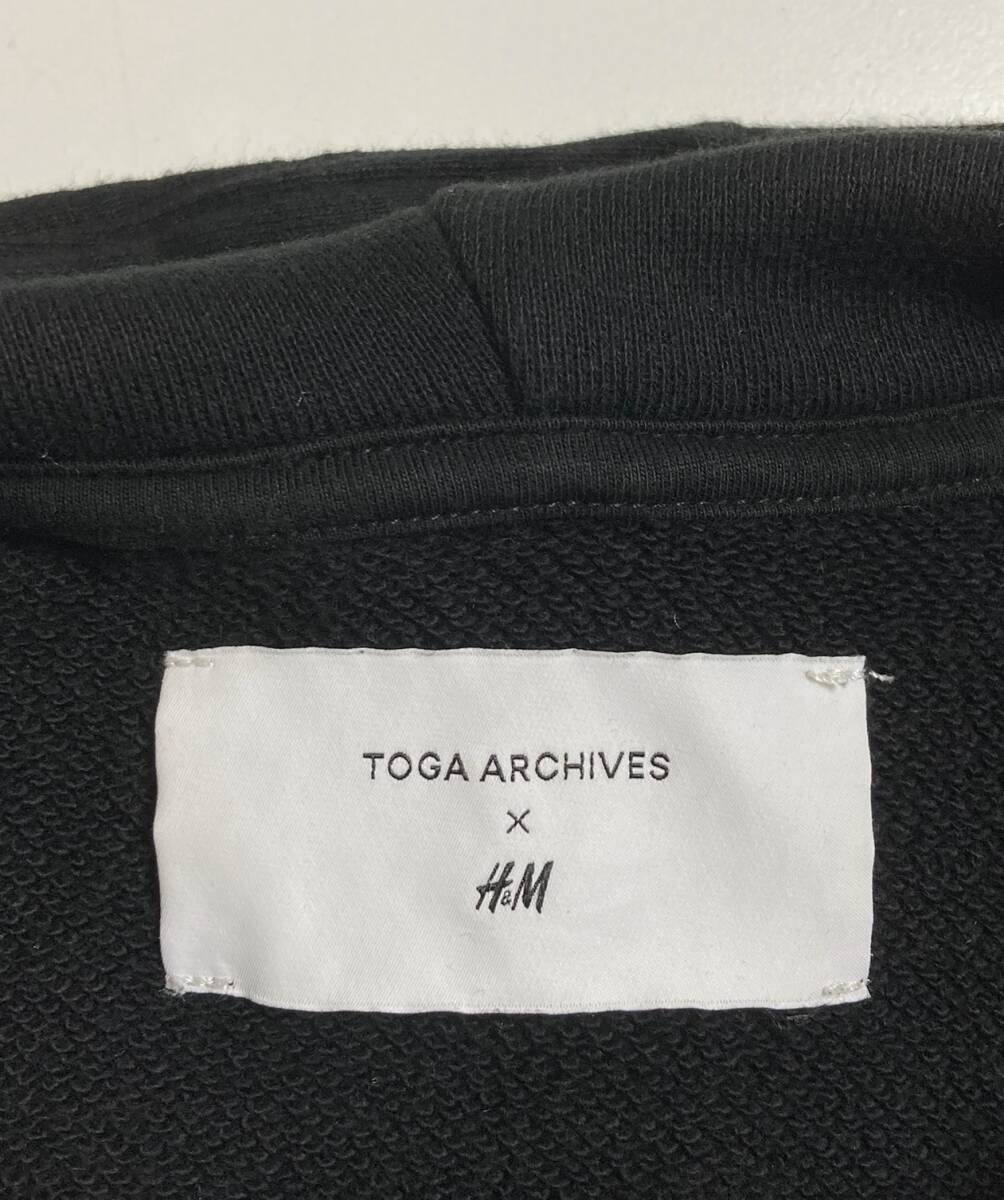 TOGA ARCHIVES
×
H&M